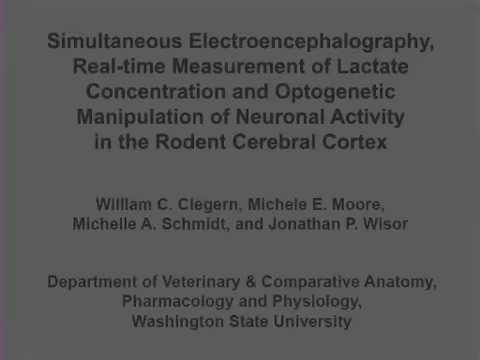 Simultaneous Electroencephalography,
Real-time Measurement of Lactate
Concentration and Optogenetic
Manipulation of Neuronal Activity
in the Rodent Cerebral Cortex
William C. Clegern, Michele E. Moore,
Michelle A. Schmidt, and Jonathan P. Wisor
Department of Veterinary & Comparative Anatomy,
Pharmacology and Physiology,
Washington State University